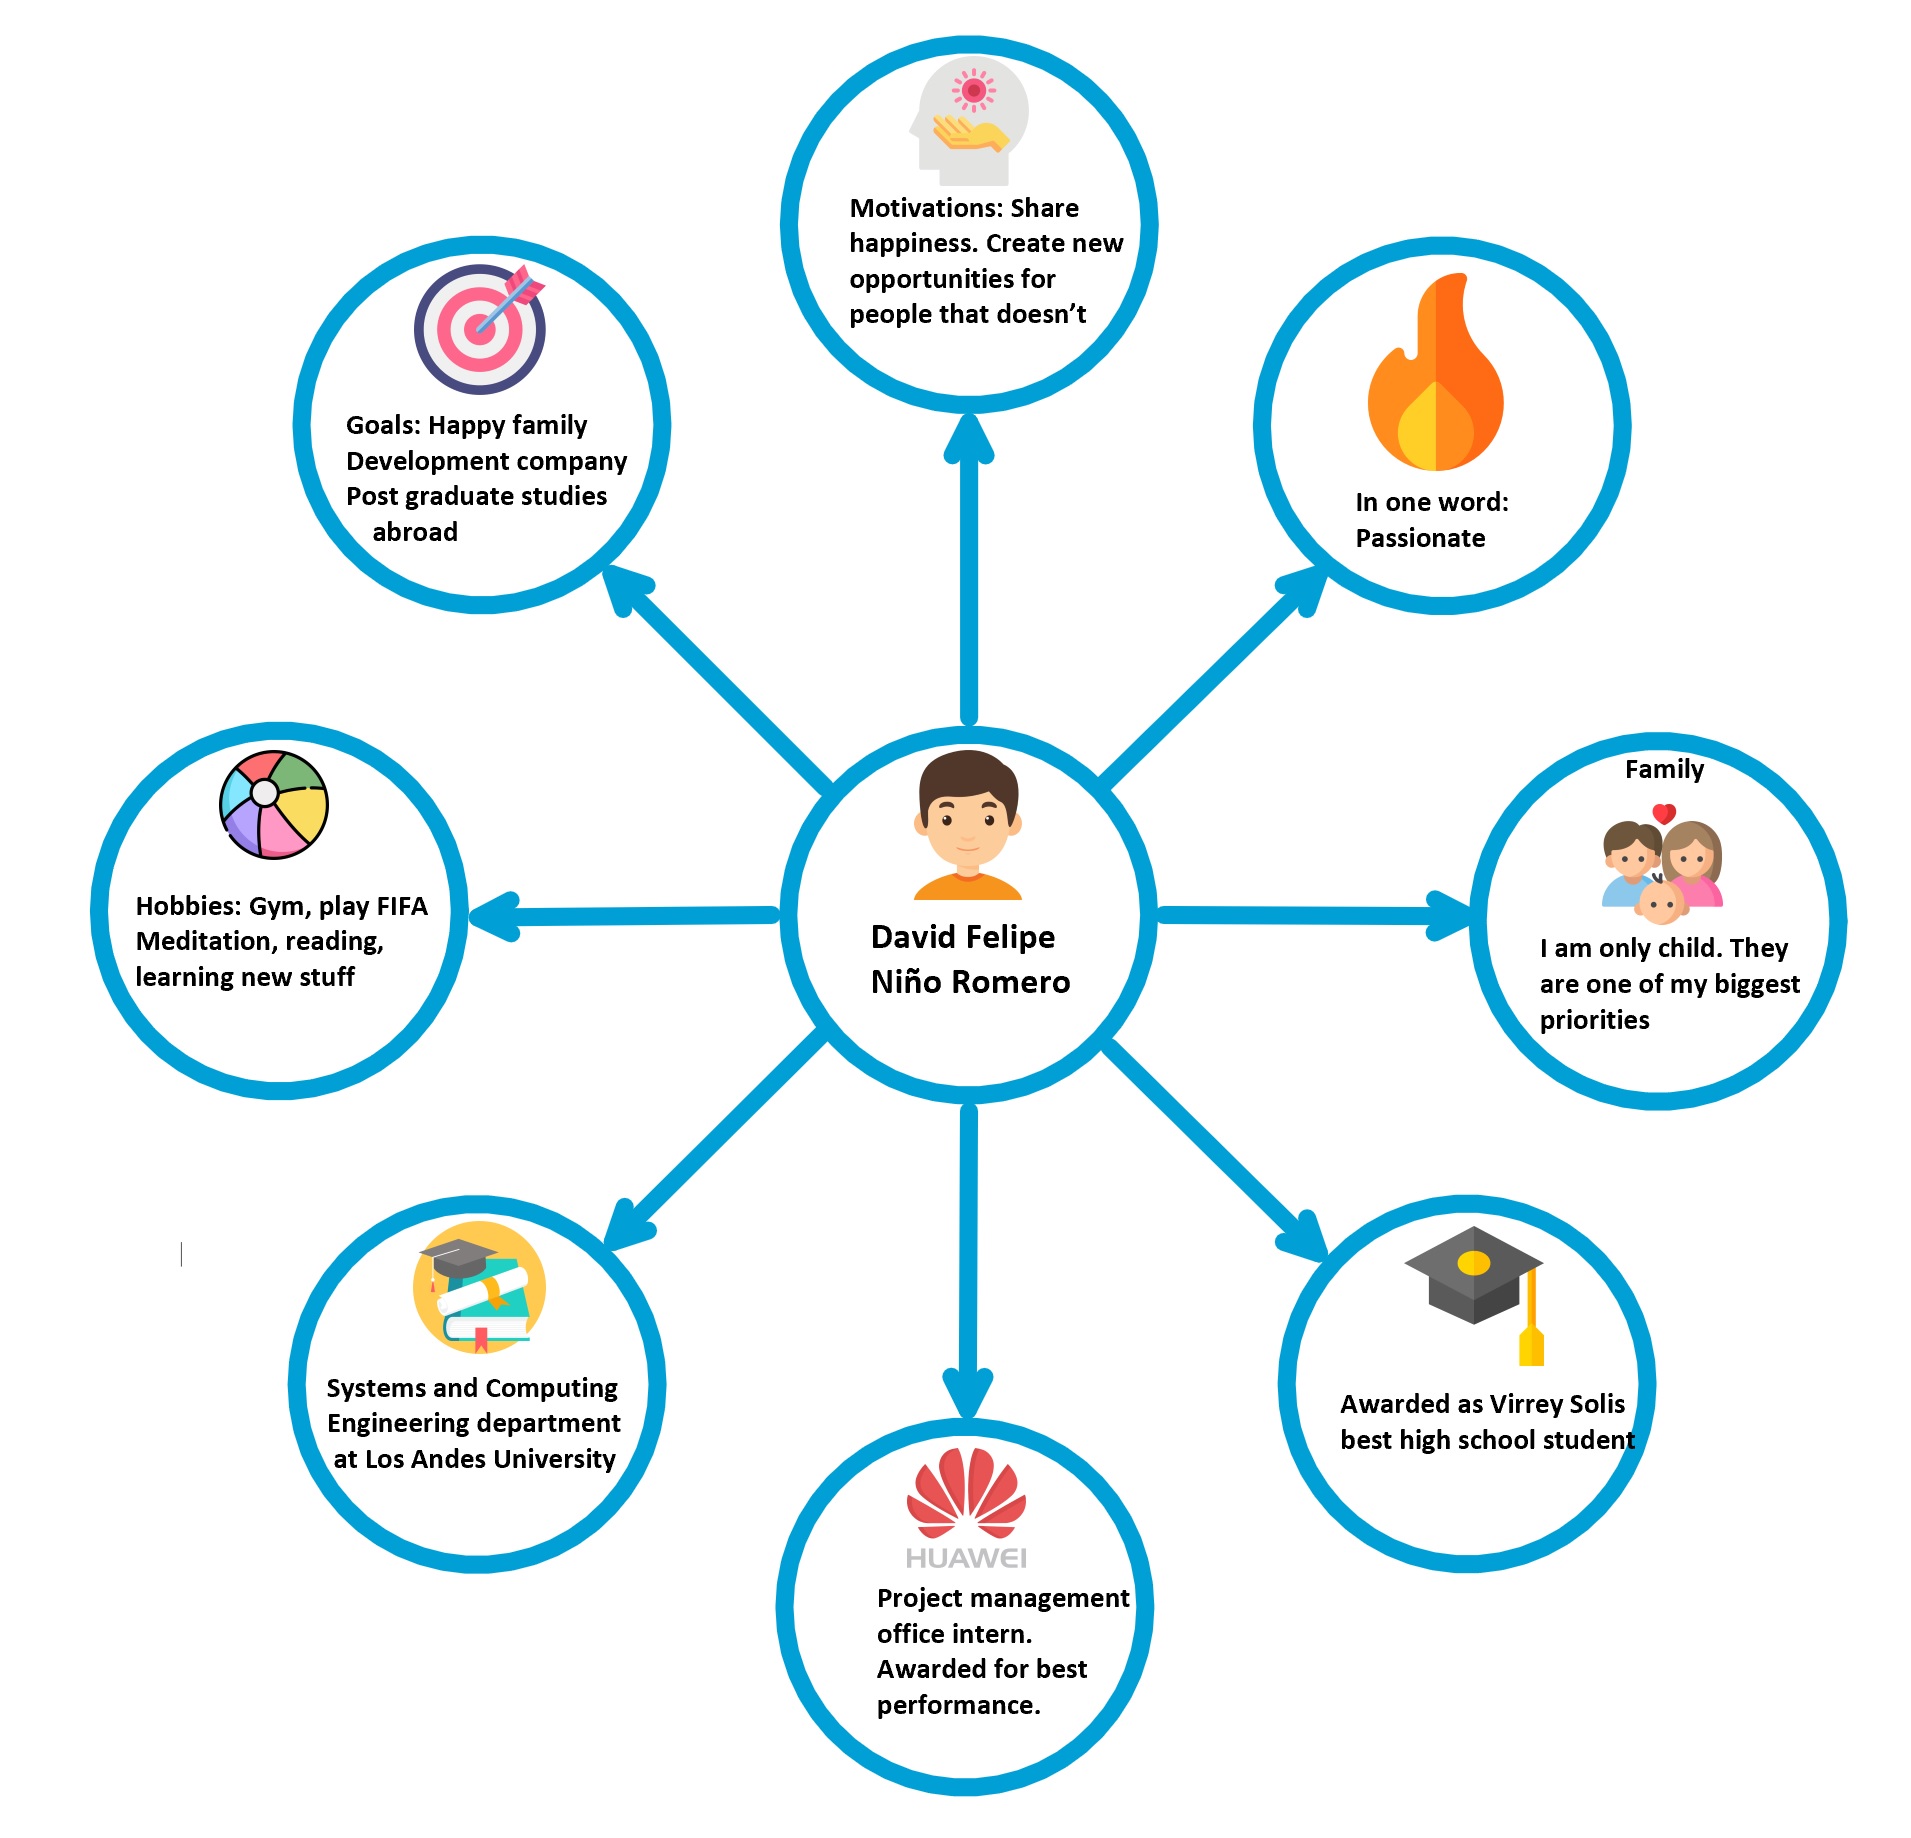 Motivations: Share
happiness. Create new
opportunities for
people that doesn’t
Goals: Happy family
Development company
Post graduate studies
abroad
In one word:
Passionate
Hobbies: Gym, play FIFA
Meditation, reading,
learning new stuff
David Felipe
Niño Romero
Family
I am only child. They
are one of my biggest
priorities
Systems and Computing
Engineering department
at Los Andes University
HUAWEI
Project management
office intern.
Awarded for best
performance.
Awarded as Virrey Solis
best high school student